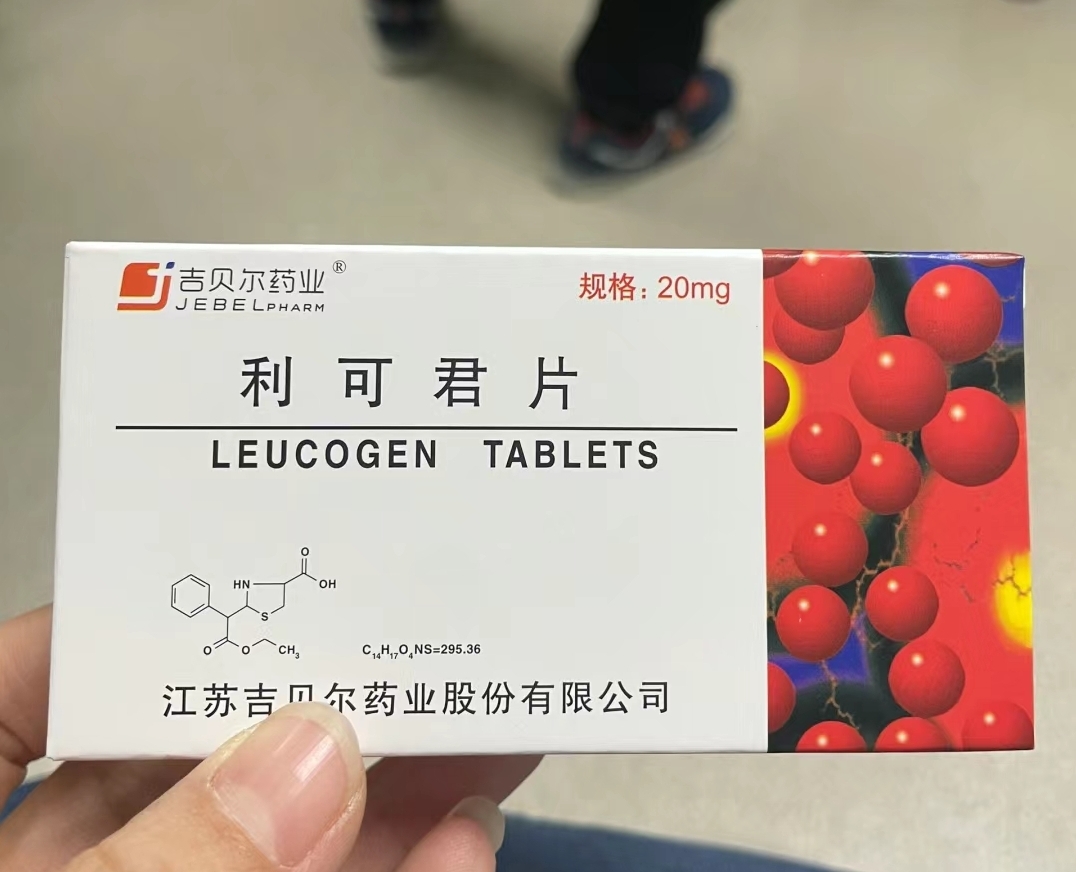 吉贝尔药业®
JEBELPHARM
规格：20mg
利可君片
LEUCOGEN TABLETS
O
HN
OH
S
O
O
CH₃
C₁₄H₁₇O₄NS=295.36
江苏吉贝尔药业股份有限公司